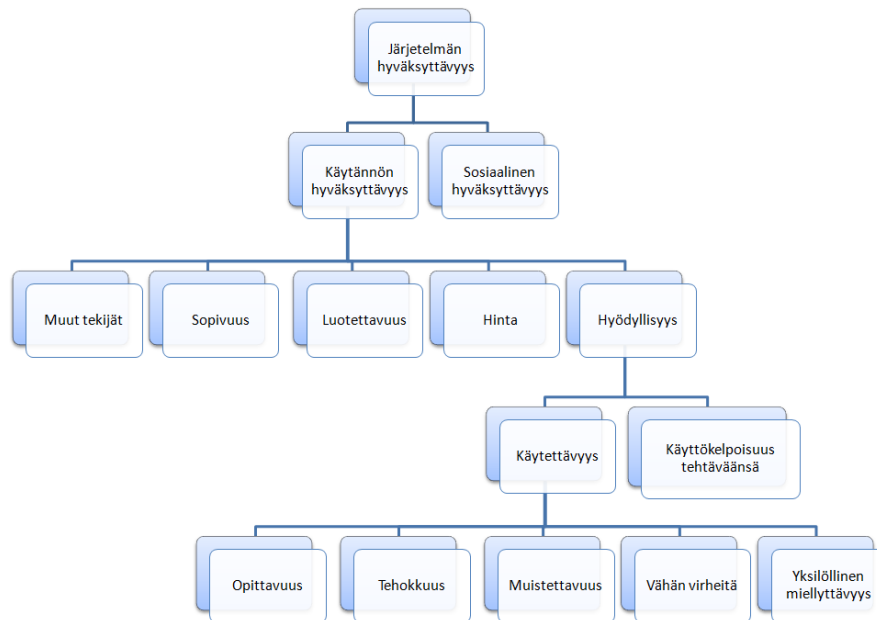 Järjetelmän
hyväksyttävyys
Käytännön
hyväksyttävyys
Sosiaalinen
hyväksyttävyys
Muut tekijät
Sopivuus
Luotettavuus
Hinta
Hyödyllisyys
Käytettävyys
Käyttökelpoisuus
tehtäväänsä
Opittavuus
Tehokkuus
Muistettavuus
Vähän virheitä
Yksilöllinen
miellyttävyys